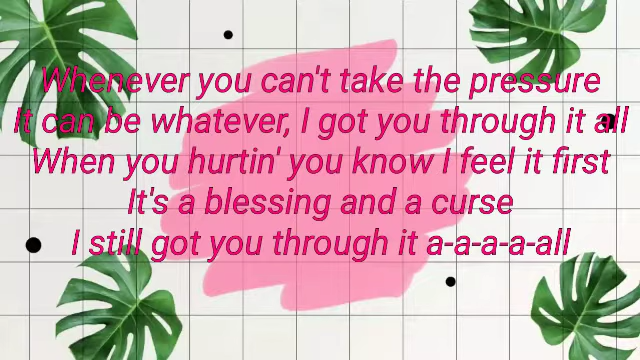 Whenever you can't take the pressure
It can be whatever, I got you through it all
When you hurtin' you know I feel it first
It's a blessing and a curse
I still got you through it a-a-a-a-all